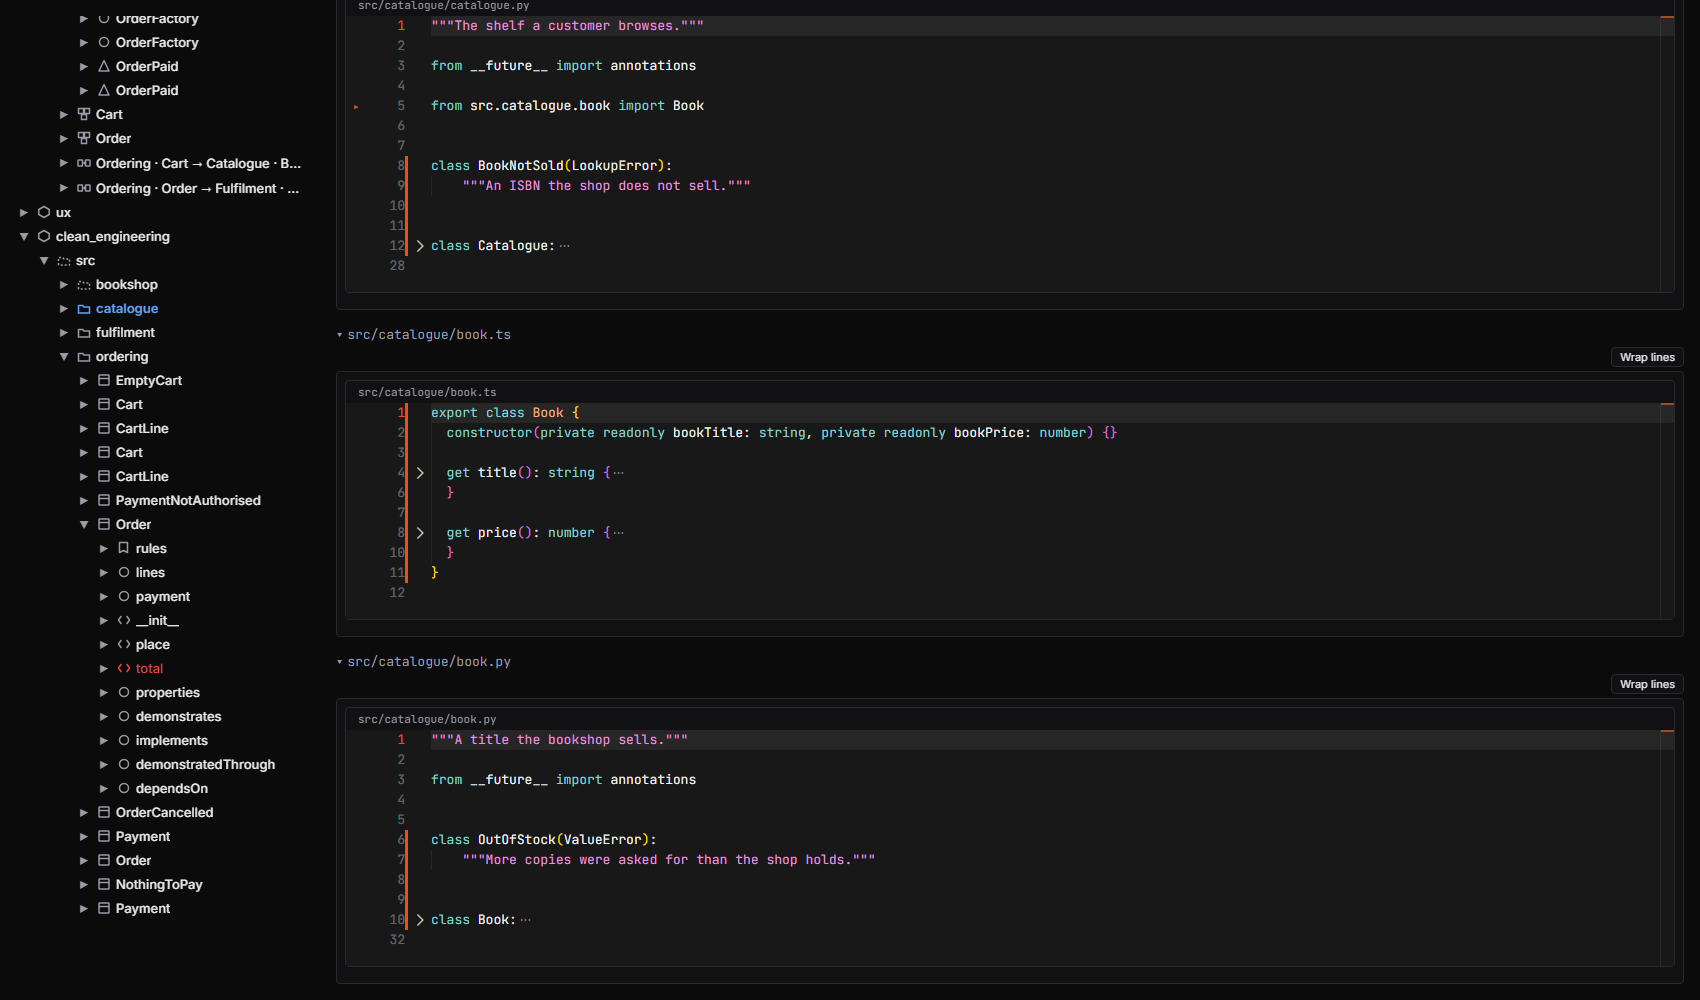 OrderFactory
OrderFactory
OrderPaid
OrderPaid
Cart
Order
Ordering · Cart → Catalogue · B...
Ordering · Order → Fulfilment · ...
ux
clean_engineering
src
bookshop
catalogue
fulfilment
ordering
EmptyCart
Cart
CartLine
Cart
CartLine
PaymentNotAuthorised
Order
rules
lines
payment
__init__
place
total
properties
demonstrates
implements
demonstratedThrough
dependsOn
OrderCancelled
Payment
Order
NothingToPay
Payment
src/catalogue/catalogue.py
1 """The shelf a customer browses."""
2
3 from __future__ import annotations
4
5 from src.catalogue.book import Book
6
7
8 class BookNotSold(LookupError):
9     """An ISBN the shop does not sell."""
10
11
12 class Catalogue: ···
28
src/catalogue/book.ts
Wrap lines
src/catalogue/book.ts
1 export class Book {
2   constructor(private readonly bookTitle: string, private readonly bookPrice: number) {}
3
4   get title(): string { ···
6   }
7
8   get price(): number { ···
10   }
11 }
12
src/catalogue/book.py
Wrap lines
src/catalogue/book.py
1 """A title the bookshop sells."""
2
3 from __future__ import annotations
4
5
6 class OutOfStock(ValueError):
7     """More copies were asked for than the shop holds."""
8
9
10 class Book: ···
32